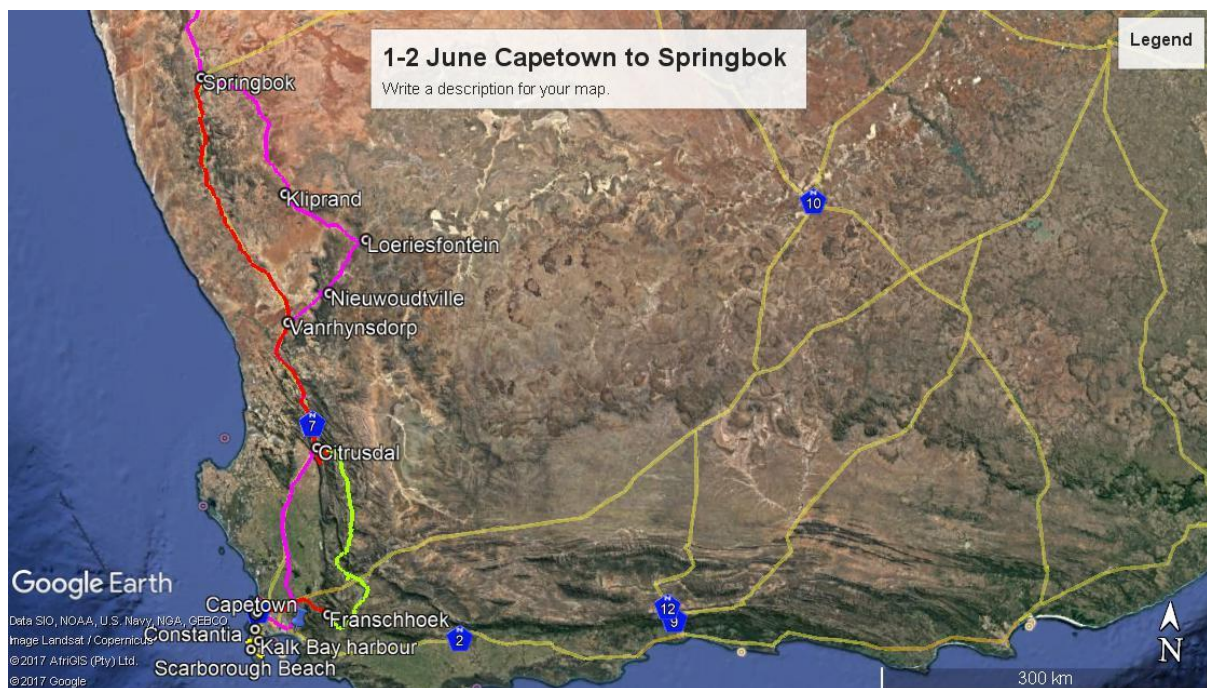 1-2 June Capetown to Springbok
Write a description for your map.
Legend
Springbok
Kliprand
N
10
Loeriesfontein
Nieuwoudtville
Vanrhynsdorp
N
7
Citrusdal
Google Earth
Capetown
Franschhoek
Data SIO, NOAA, U.S. Navy, NGA, GEBCO
Image Landsat / Copernicus
Constantia
Kalk Bay harbour
N
2
12
9
N
© 2017 AfriGIS (Pty) Ltd.
Scarborough Beach
© 2017 Google
300 km